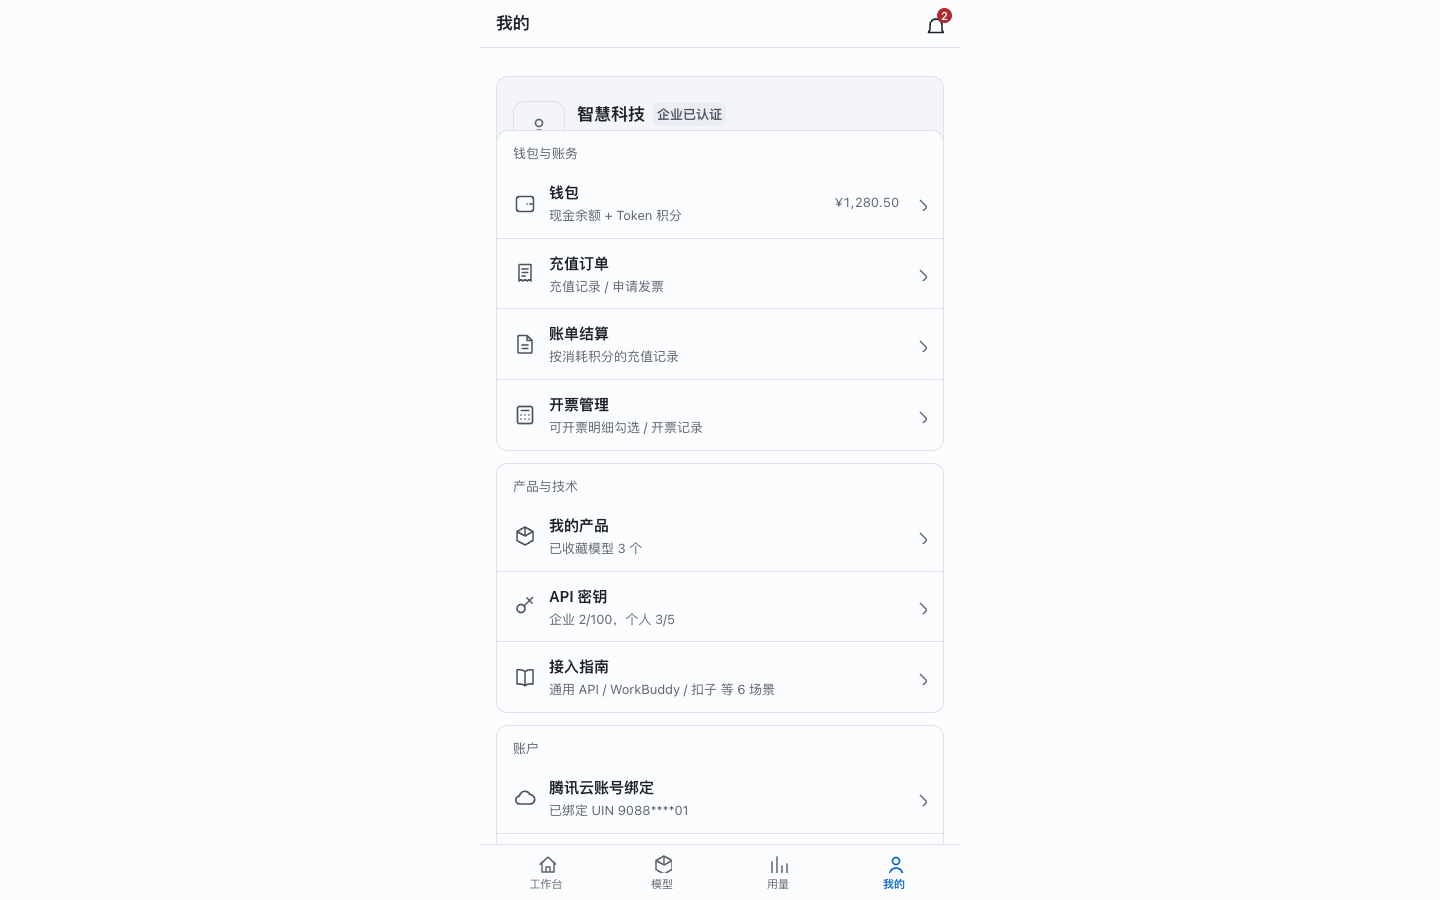 我的
2
智慧科技 企业已认证
钱包与账务
钱包
现金余额 + Token 积分
¥1,280.50
充值订单
充值记录 / 申请发票
账单结算
按消耗积分的充值记录
开票管理
可开票明细勾选 / 开票记录
产品与技术
我的产品
已收藏模型 3 个
API 密钥
企业 2/100，个人 3/5
接入指南
通用 API / WorkBuddy / 扣子 等 6 场景
账户
腾讯云账号绑定
已绑定 UIN 9088****01
工作台
模型
用量
我的